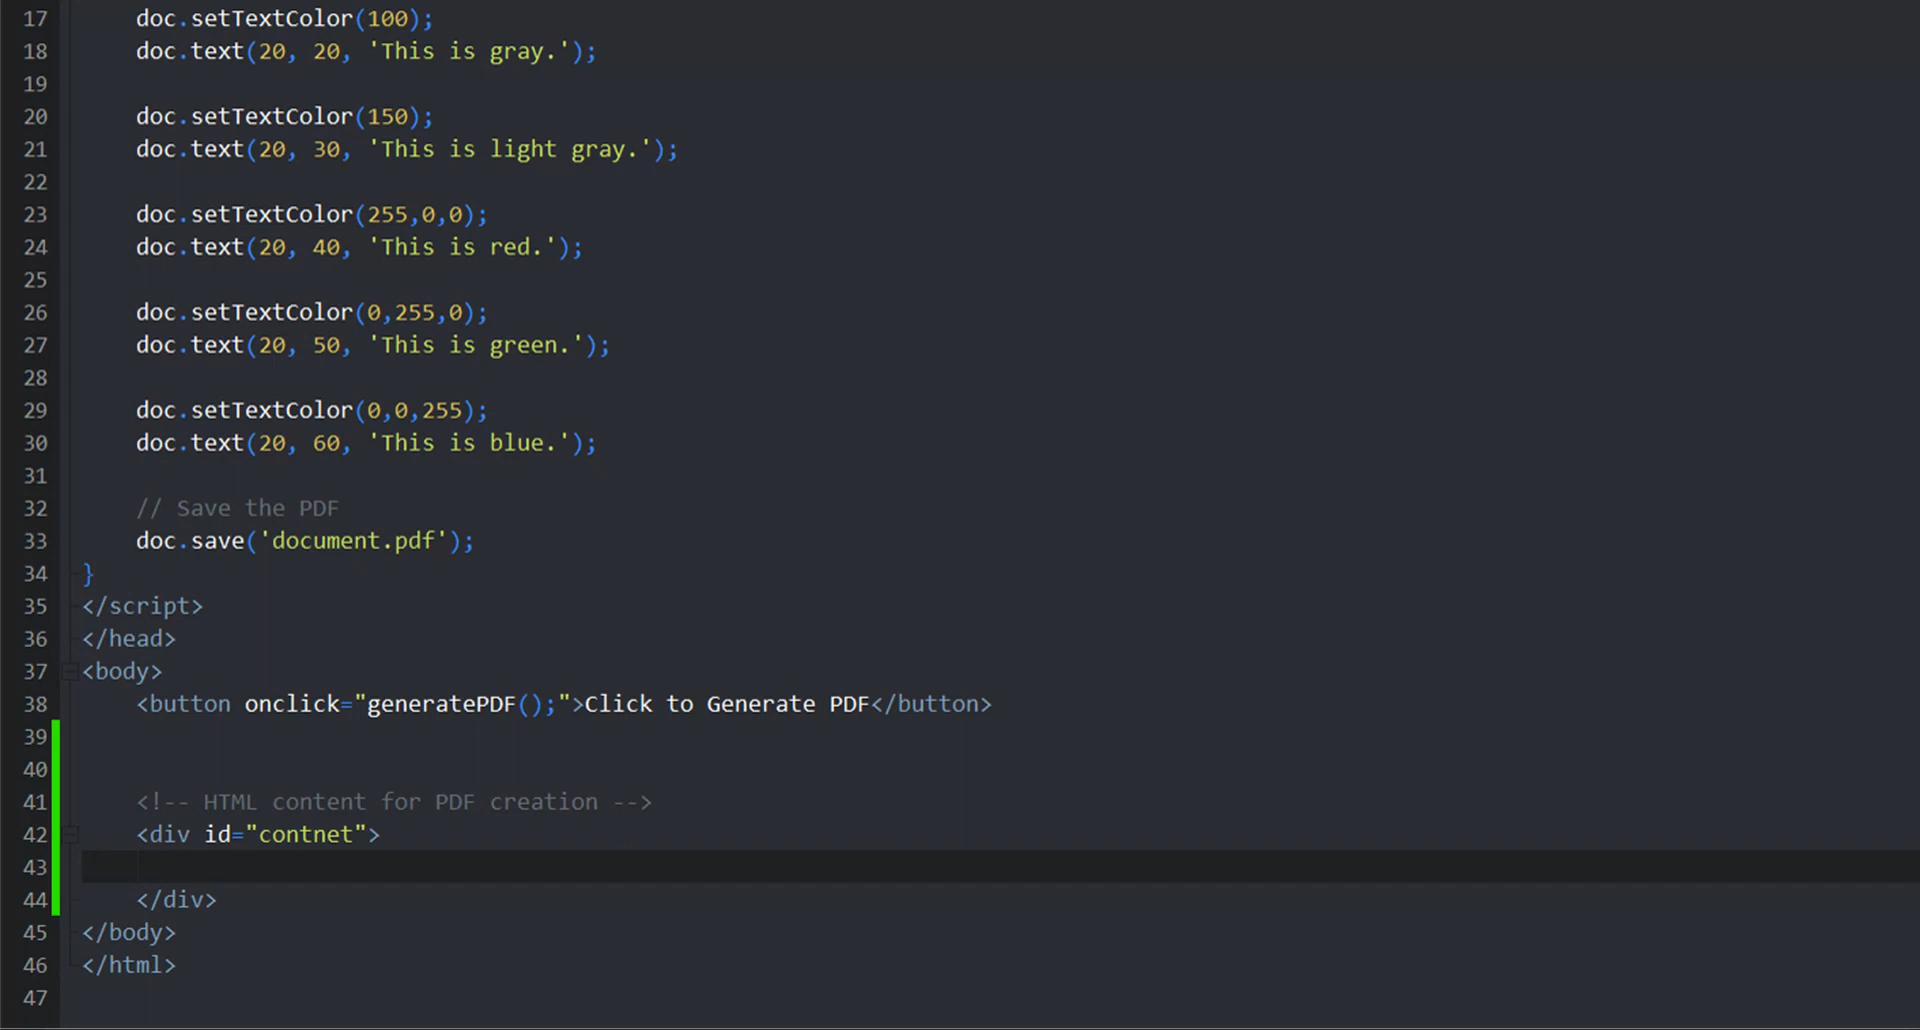 17 doc.setTextColor(100);
18 doc.text(20, 20, 'This is gray.');
19
20 doc.setTextColor(150);
21 doc.text(20, 30, 'This is light gray.');
22
23 doc.setTextColor(255,0,0);
24 doc.text(20, 40, 'This is red.');
25
26 doc.setTextColor(0,255,0);
27 doc.text(20, 50, 'This is green.');
28
29 doc.setTextColor(0,0,255);
30 doc.text(20, 60, 'This is blue.');
31
32 // Save the PDF
33 doc.save('document.pdf');
34 }
35 </script>
36 </head>
37 <body>
38 <button onclick="generatePDF();">Click to Generate PDF</button>
39
40
41 <!-- HTML content for PDF creation -->
42 <div id="contnet">
43
44 </div>
45 </body>
46 </html>
47